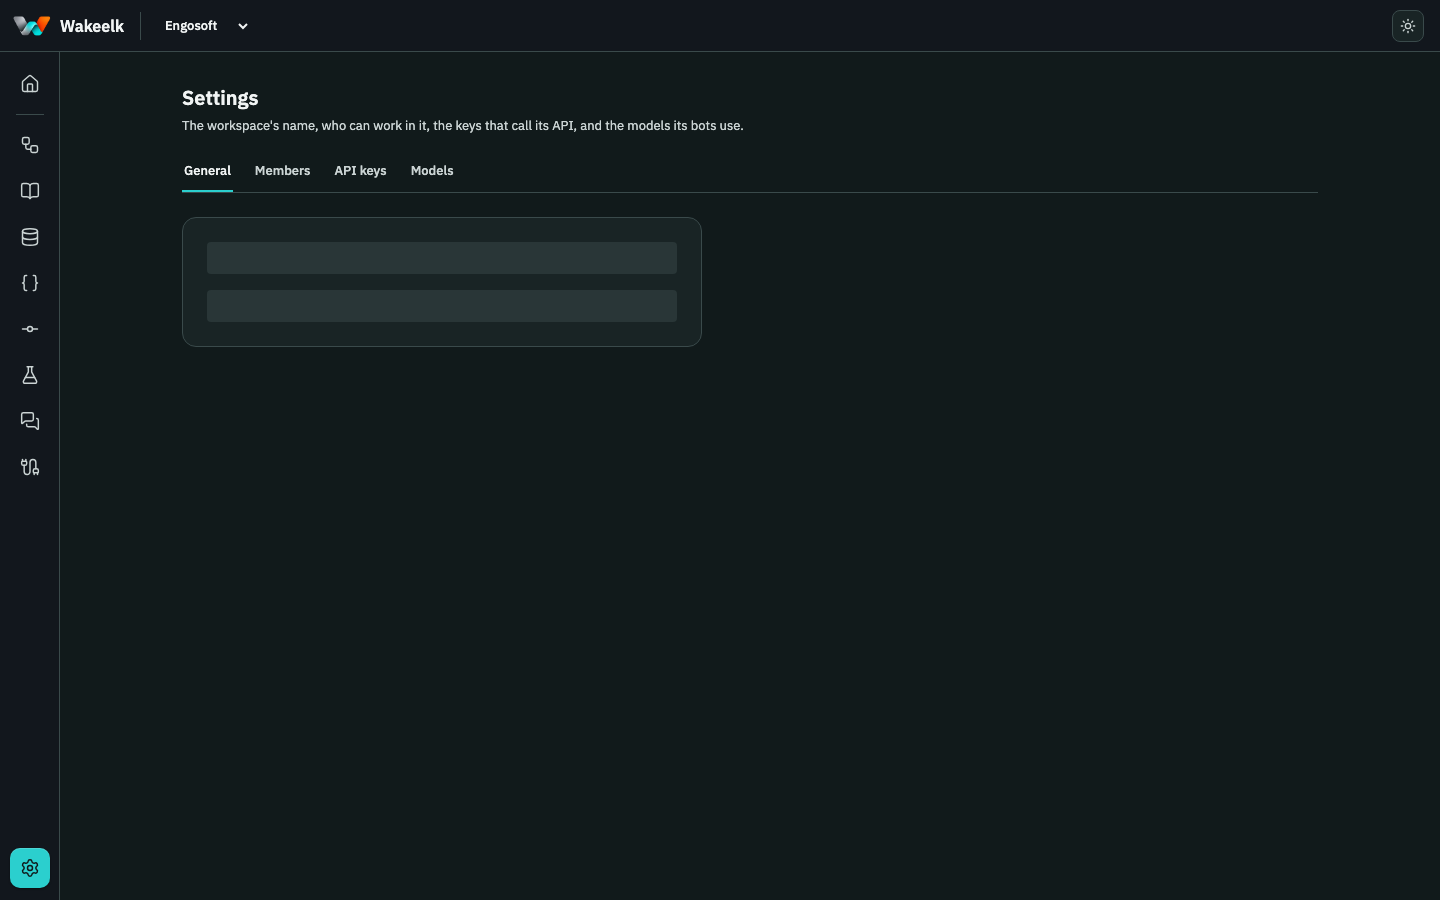 Wakeelk
Engosoft
Settings
The workspace's name, who can work in it, the keys that call its API, and the models its bots use.
General Members API keys Models